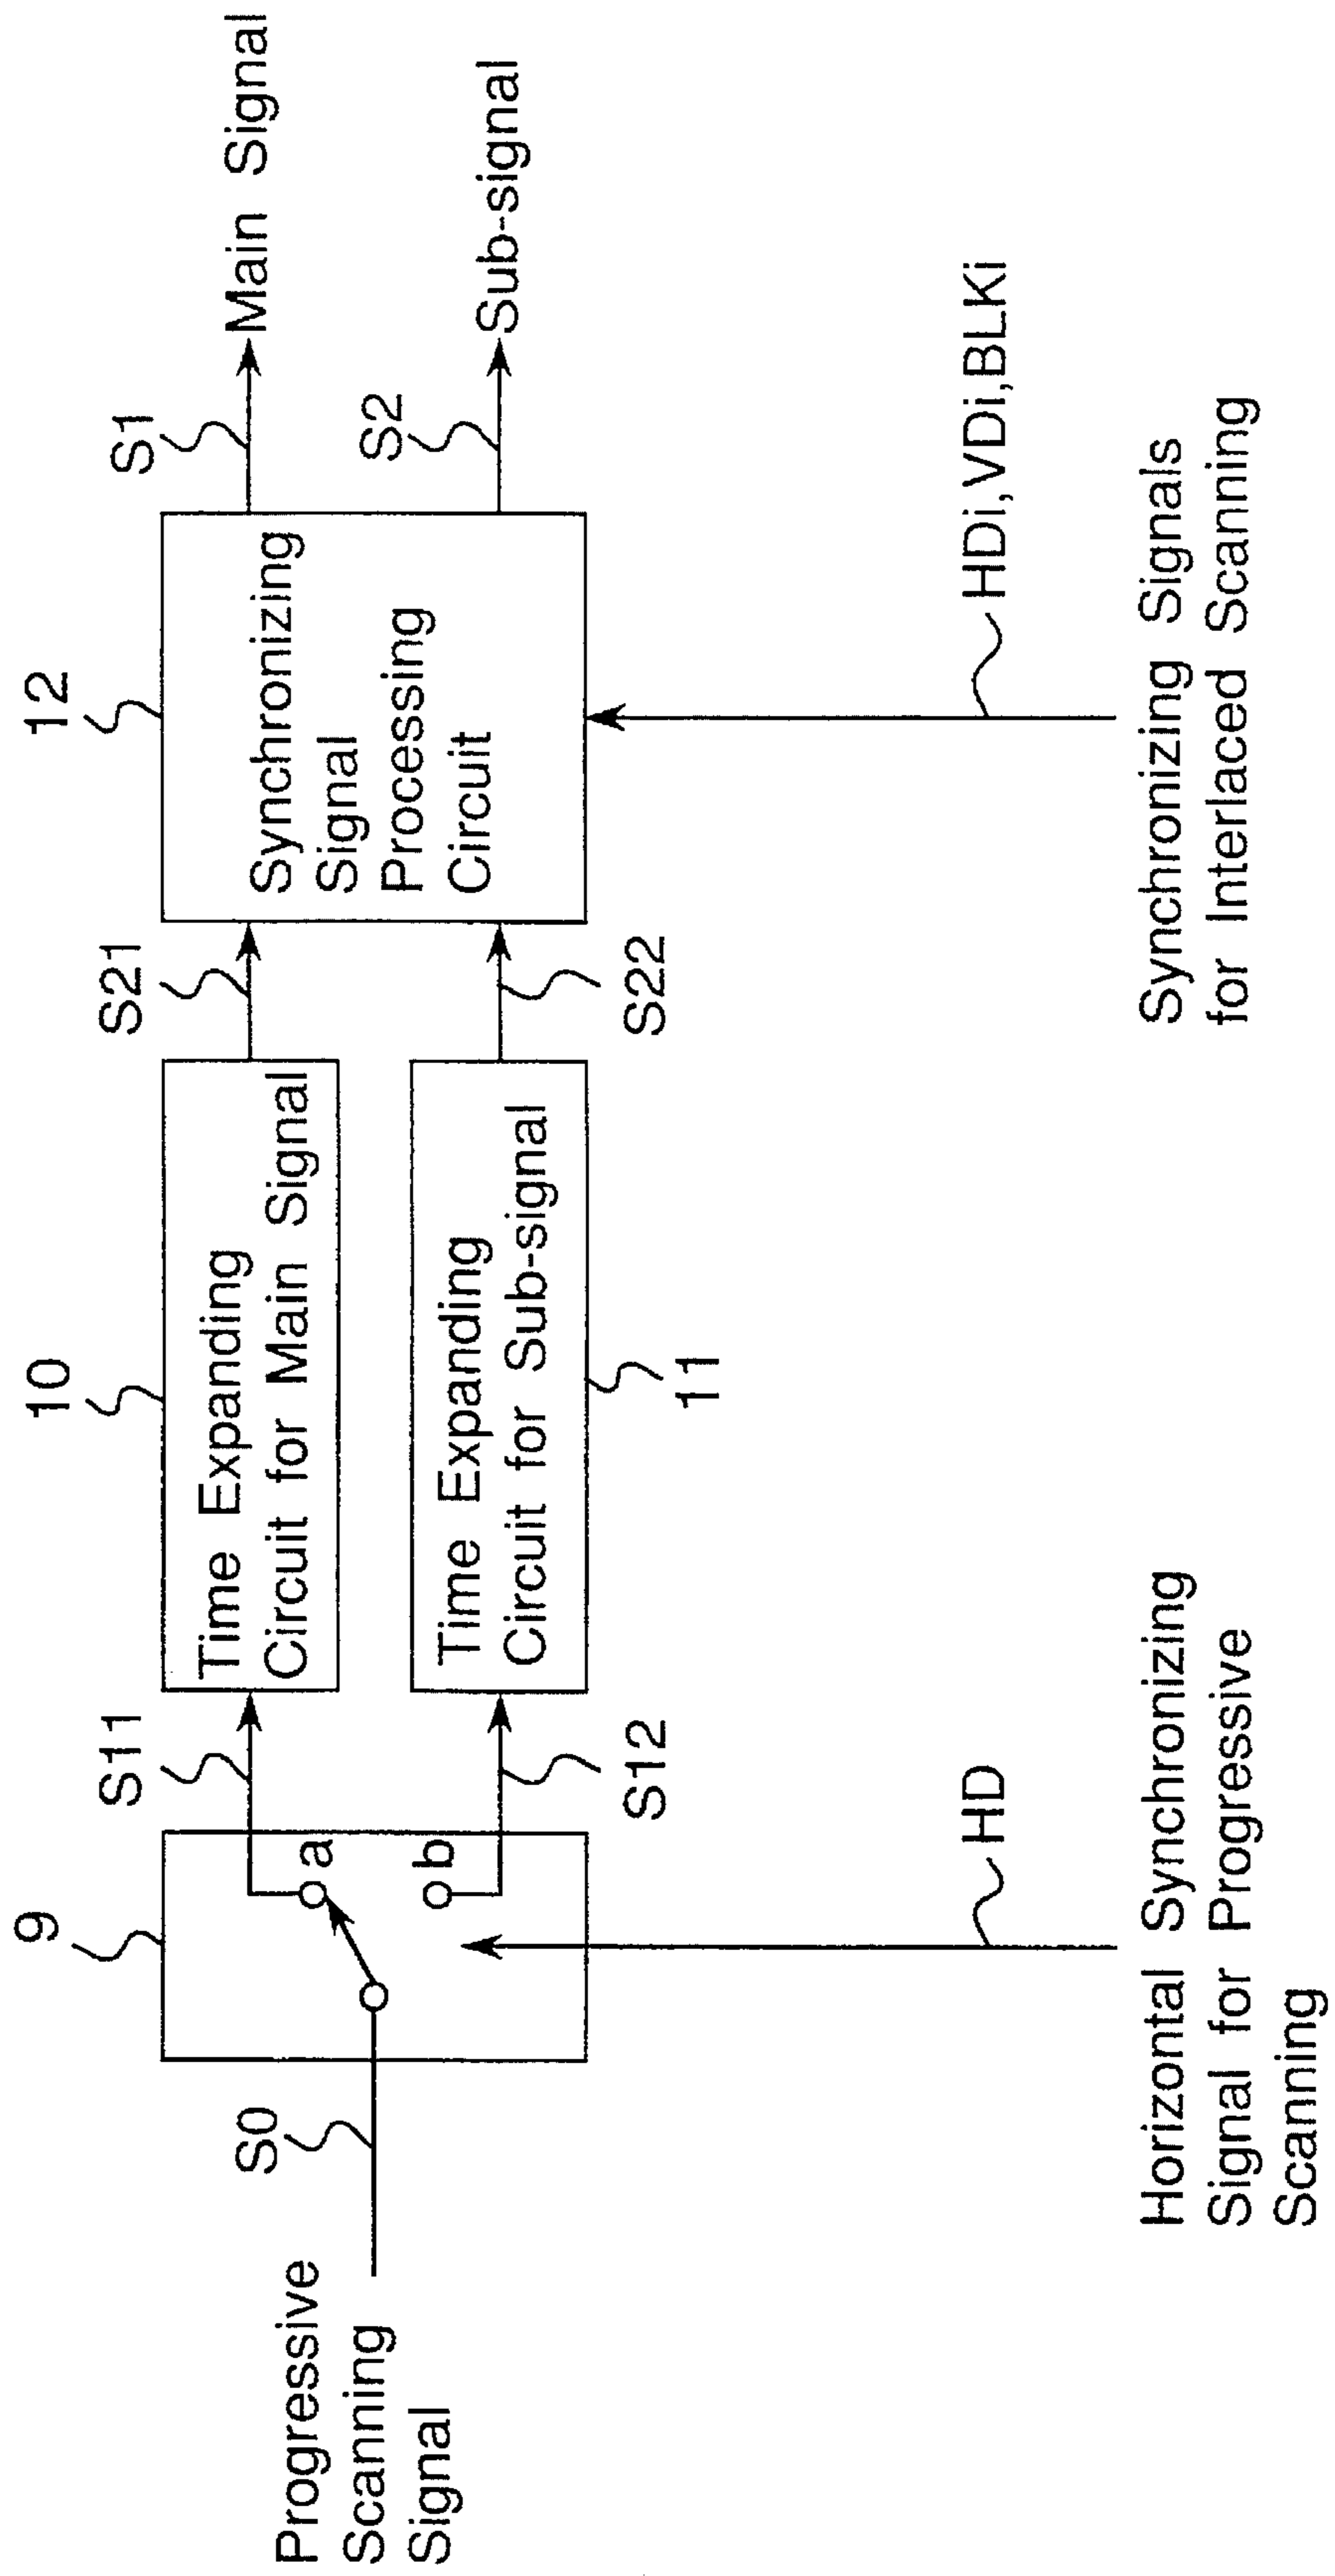 Progressive
Scanning
Signal
S0
9
a
b
S11
S12
HD
Horizontal Synchronizing
Signal for Progressive
Scanning
10
Time Expanding
Circuit for Main Signal
Time Expanding
Circuit for Sub-signal
11
S21
S22
12
Synchronizing
Signal
Processing
Circuit
HDi,VDi,BLKi
Synchronizing Signals
for Interlaced Scanning
S1
Main Signal
S2
Sub-signal